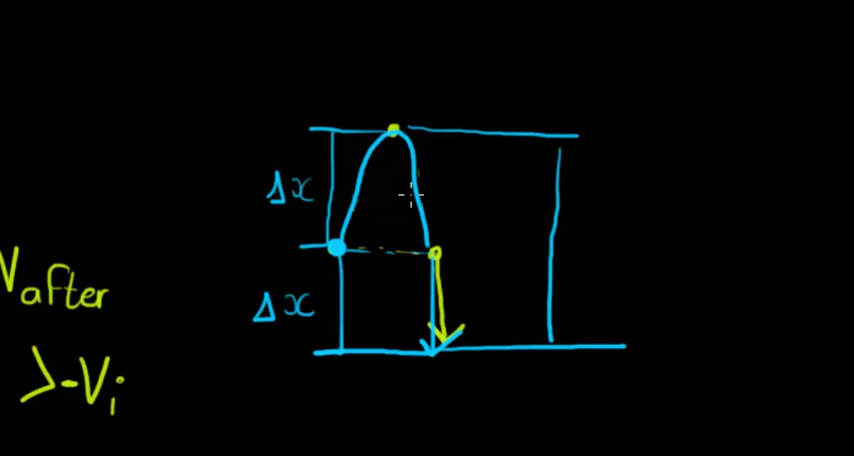 Δx
Δx
Vafter
>-Vi